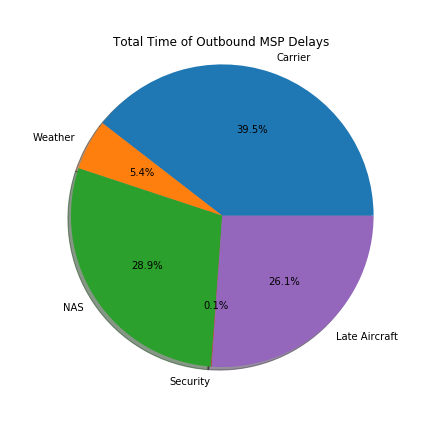 Total Time of Outbound MSP Delays
Carrier
39.5%
Weather
5.4%
28.9%
NAS
0.1%
Security
26.1%
Late Aircraft